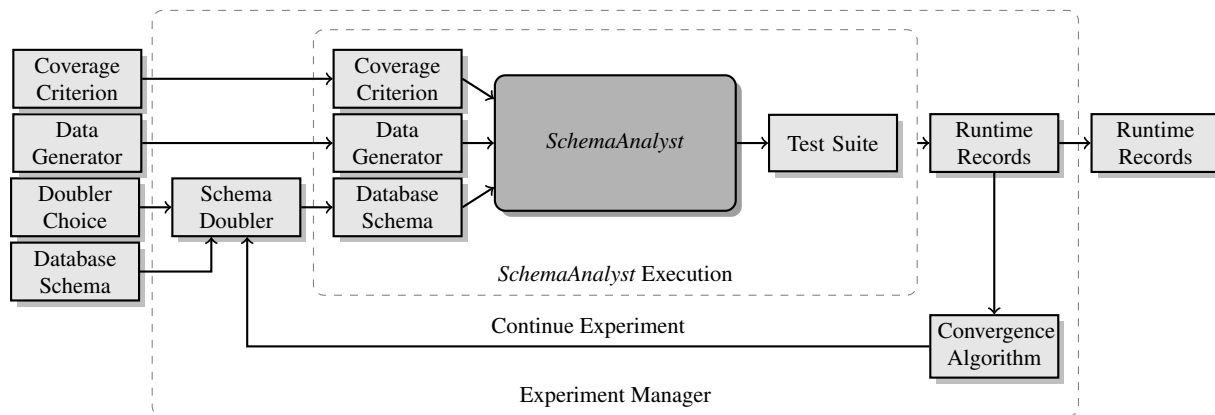 Coverage
Criterion
Data
Generator
Doubler
Choice
Database
Schema
Schema
Doubler
Coverage
Criterion
Data
Generator
Database
Schema
SchemaAnalyst
Test Suite
SchemaAnalyst Execution
Runtime
Records
Runtime
Records
Continue Experiment
Convergence
Algorithm
Experiment Manager